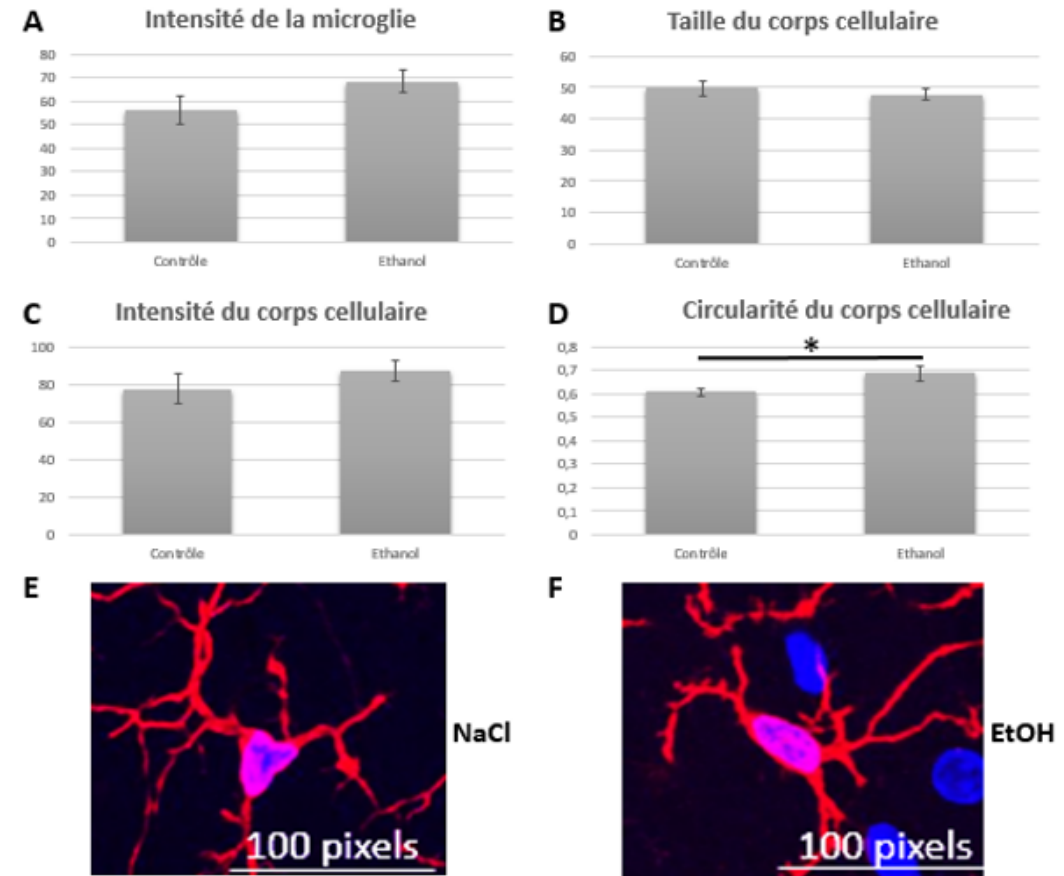 A
Intensité de la microglie
80
70
60
50
40
30
20
10
0
Contrôle
Ethanol
B
Taille du corps cellulaire
60
50
40
30
20
10
0
Contrôle
Ethanol
C
Intensité du corps cellulaire
100
80
60
40
20
0
Contrôle
Ethanol
D
Circularité du corps cellulaire
*
0,8
0,7
0,6
0,5
0,4
0,3
0,2
0,1
0
Contrôle
Ethanol
E
NaCl
100 pixels
F
EtOH
100 pixels